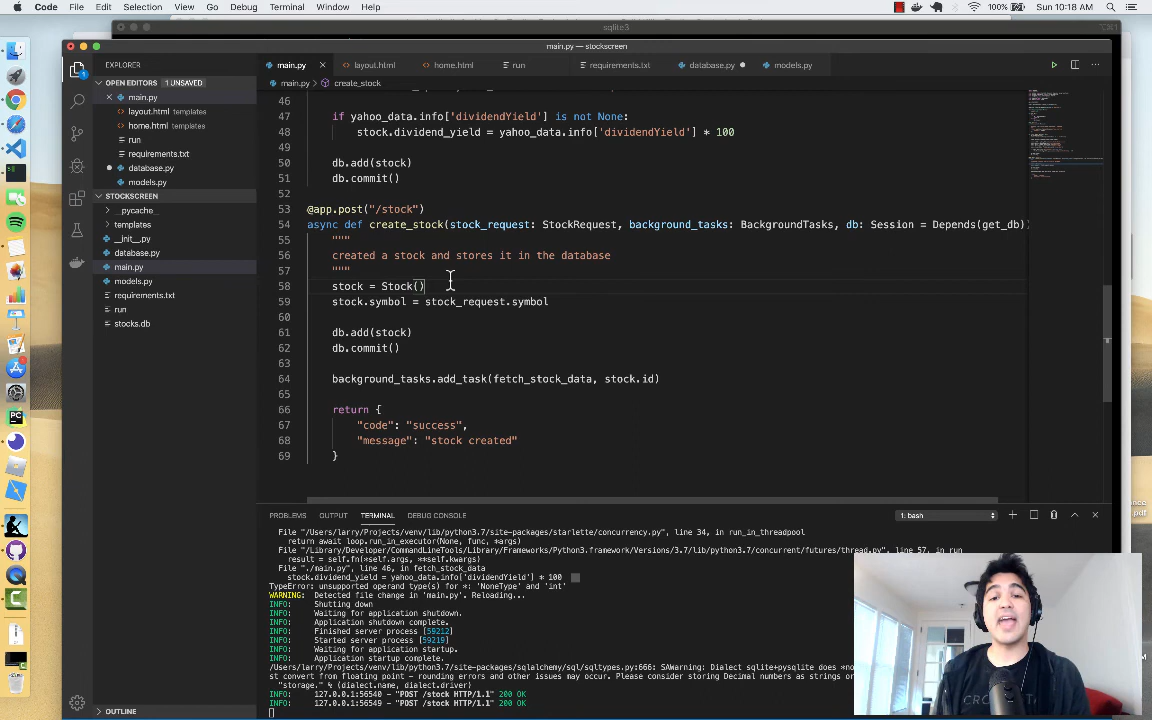 Code File Edit Selection View Go Debug Terminal Window Help 100% Sun 10:18 AM
sqlite3
main.py — stockscreen
EXPLORER
main.py layout.html home.html run requirements.txt database.py models.py
OPEN EDITORS 1 UNSAVED
main.py > create_stock
main.py
layout.html templates
home.html templates
run
requirements.txt
database.py
models.py
STOCKSCREEN
__pycache__
templates
__init__.py
database.py
main.py
models.py
requirements.txt
run
stocks.db
OUTLINE
46
47 if yahoo_data.info['dividendYield'] is not None:
48 stock.dividend_yield = yahoo_data.info['dividendYield'] * 100
49
50 db.add(stock)
51 db.commit()
52
53 @app.post("/stock")
54 async def create_stock(stock_request: StockRequest, background_tasks: BackgroundTasks, db: Session = Depends(get_db))
55 """
56 created a stock and stores it in the database
57 """
58 stock = Stock()
59 stock.symbol = stock_request.symbol
60
61 db.add(stock)
62 db.commit()
63
64 background_tasks.add_task(fetch_stock_data, stock.id)
65
66 return {
67 "code": "success",
68 "message": "stock created"
69 }
PROBLEMS OUTPUT TERMINAL DEBUG CONSOLE 1: bash
File "/Users/larry/Projects/venv/lib/python3.7/site-packages/starlette/concurrency.py", line 34, in run_in_threadpool
return await loop.run_in_executor(None, func, *args)
File "/Library/Developer/CommandLineTools/Library/Frameworks/Python3.framework/Versions/3.7/lib/python3.7/concurrent/futures/thread.py", line 57, in run
result = self.fn(*self.args, **self.kwargs)
File "./main.py", line 46, in fetch_stock_data
stock.dividend_yield = yahoo_data.info['dividendYield'] * 100
TypeError: unsupported operand type(s) for *: 'NoneType' and 'int'
WARNING: Detected file change in 'main.py'. Reloading...
INFO: Shutting down
INFO: Waiting for application shutdown.
INFO: Application shutdown complete.
INFO: Finished server process [59212]
INFO: Started server process [59219]
INFO: Waiting for application startup.
INFO: Application startup complete.
/Users/larry/Projects/venv/lib/python3.7/site-packages/sqlalchemy/sql/sqltypes.py:666: SAWarning: Dialect sqlite+pysqlite does *no
st convert from floating point - rounding errors and other issues may occur. Please consider storing Decimal numbers as strings or
"storage." % (dialect.name, dialect.driver)
INFO: 127.0.0.1:56540 - "POST /stock HTTP/1.1" 200 OK
INFO: 127.0.0.1:56549 - "POST /stock HTTP/1.1" 200 OK